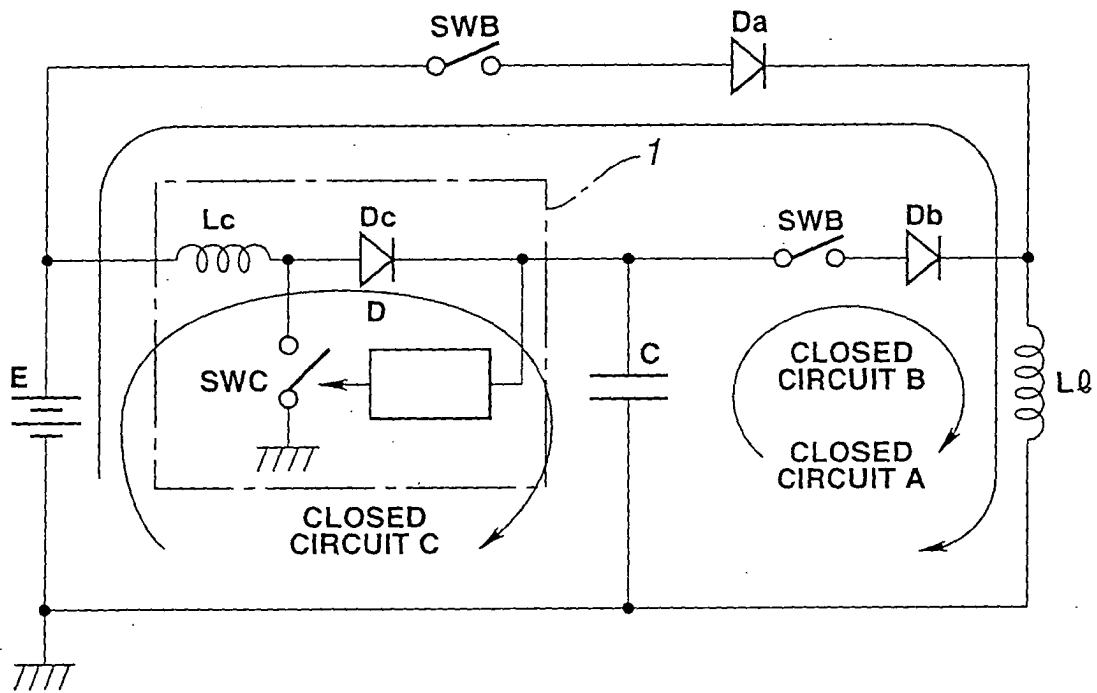 SWB
Da
1
Lc
Dc
SWB
Db
D
E
SWC
C
CLOSED
CIRCUIT B
Lℓ
CLOSED
CIRCUIT A
CLOSED
CIRCUIT C